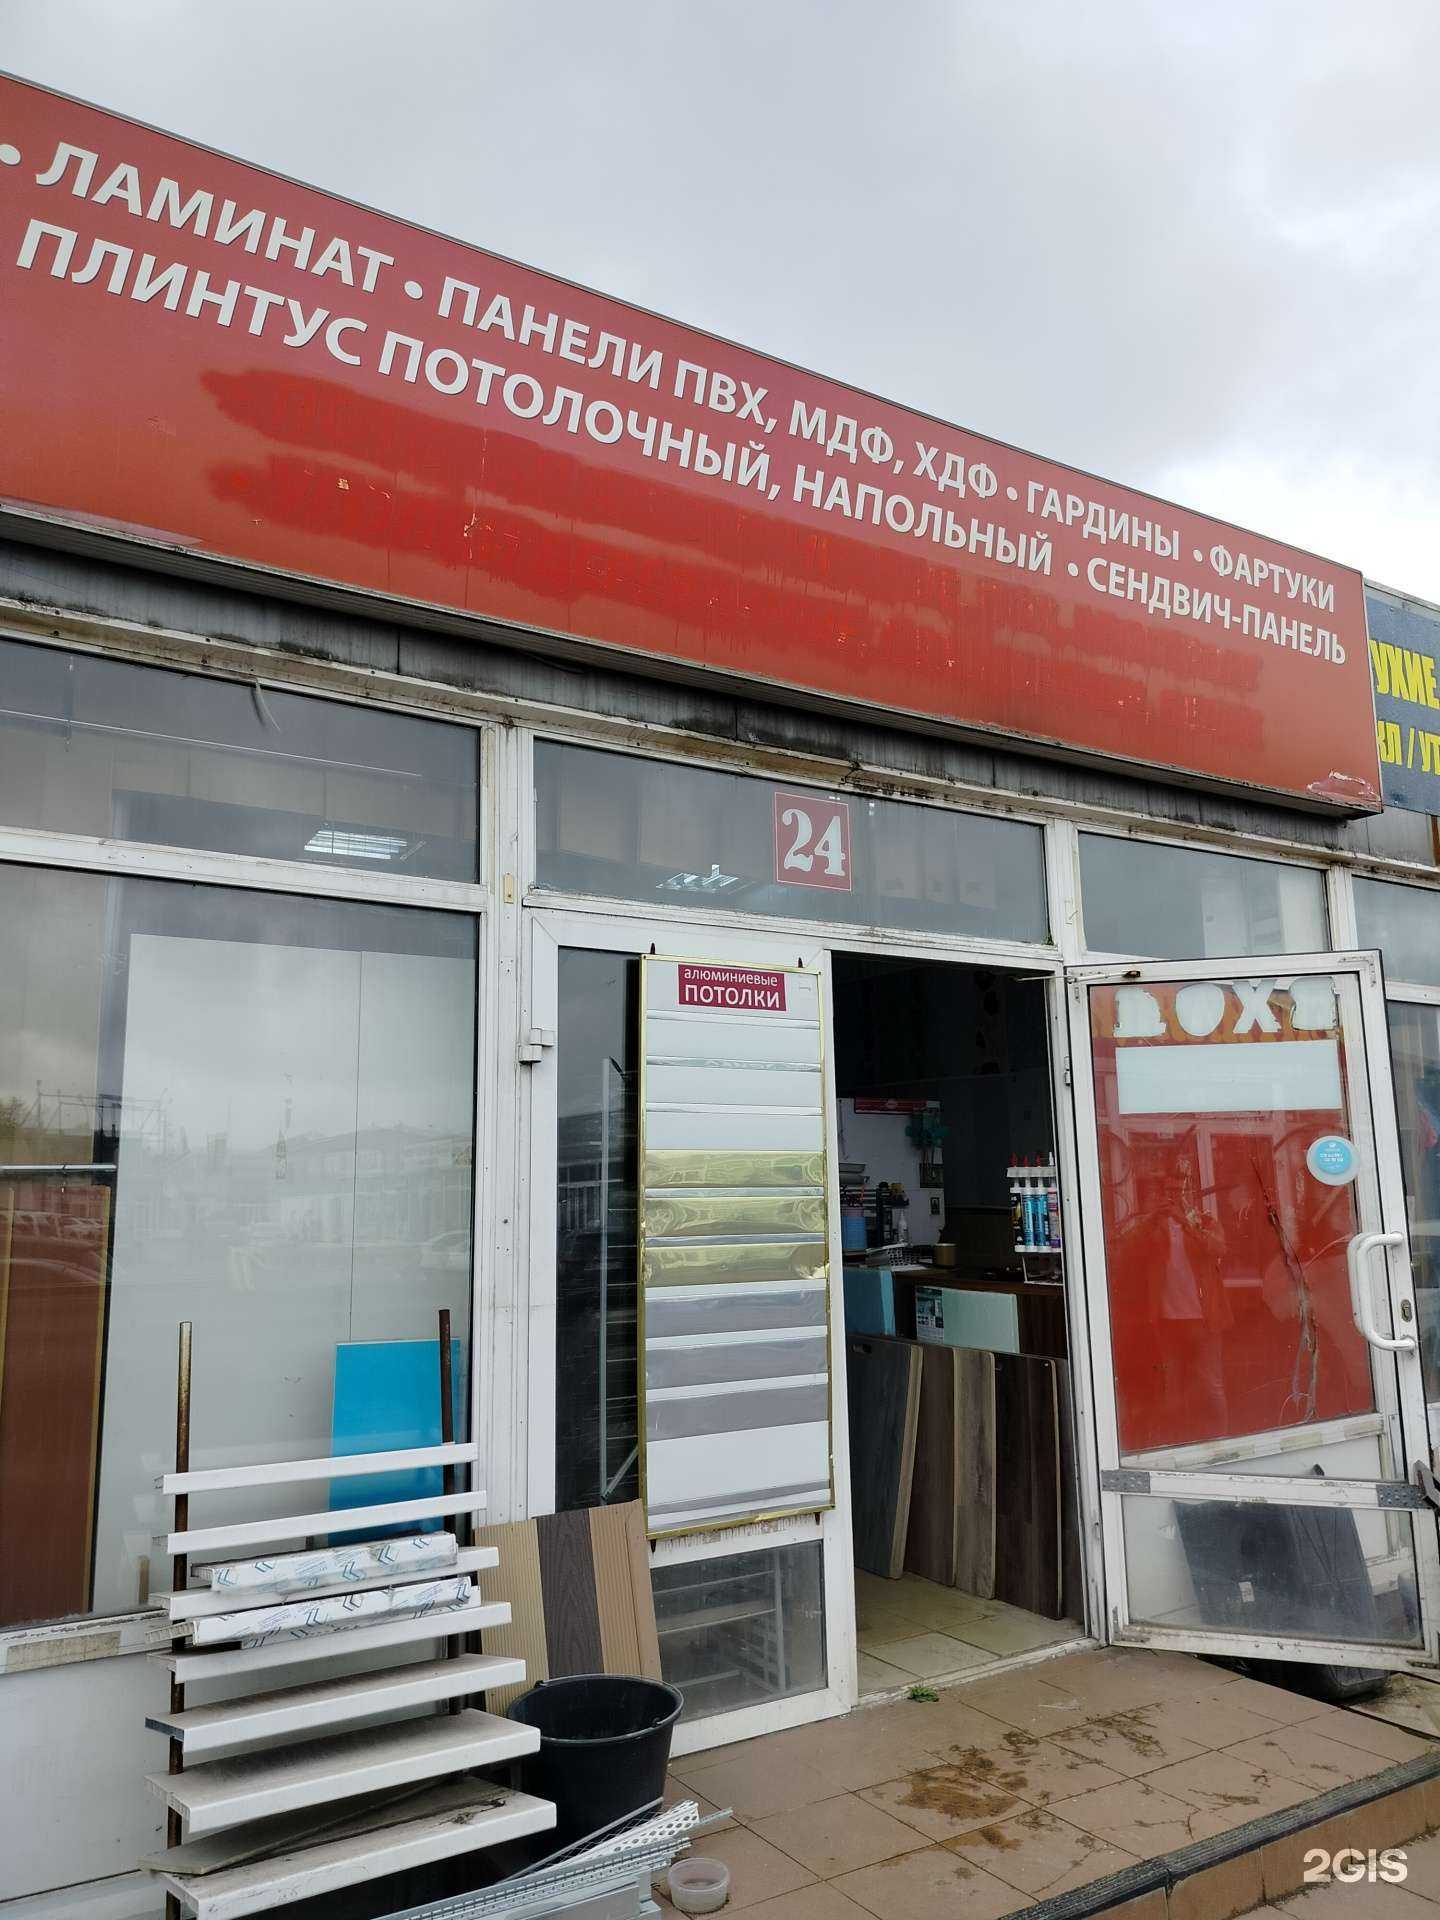 • ЛАМИНАТ • ПАНЕЛИ ПВХ, МДФ, ХДФ • ГАРДИНЫ • ФАРТУКИ
ПЛИНТУС ПОТОЛОЧНЫЙ, НАПОЛЬНЫЙ • СЕНДВИЧ-ПАНЕЛЬ
24
алюминиевые
ПОТОЛКИ
2GIS